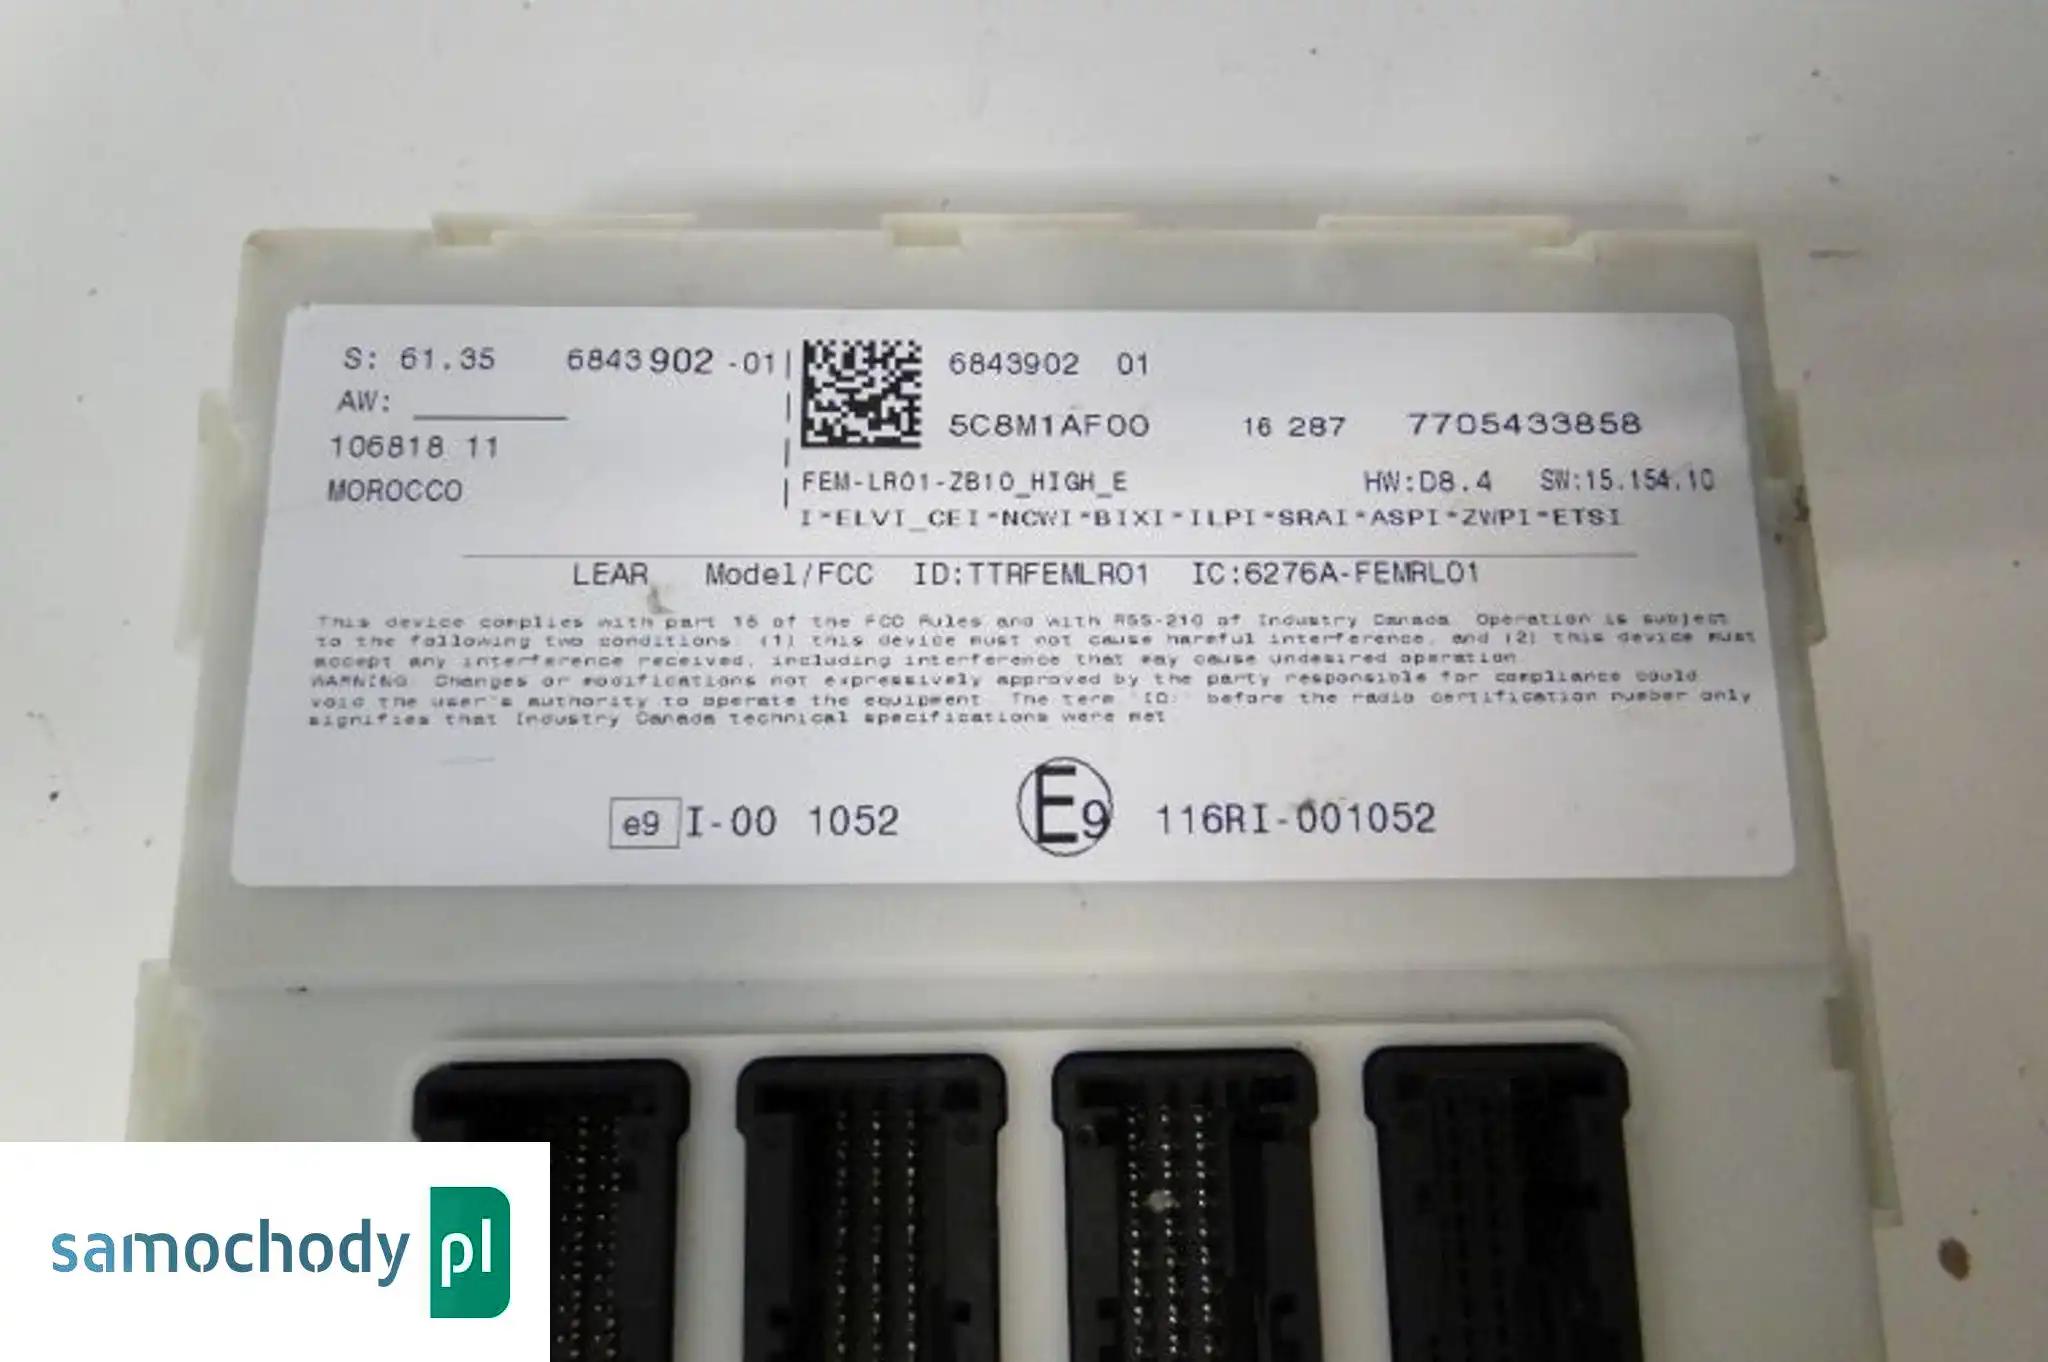 S: 61.35 6843902 -01
AW:
106818 11
MOROCCO
6843902 01
5C8M1AF00 16 287 7705433858
FEM-LR01-ZB10_HIGH_E HW:D8.4 SW:15.154.10
I*ELVI_CEI*NCWI*BIXI*ILPI*SRAI*ASPI*ZWPI*ETSI
LEAR Model/FCC ID:TTRFEMLR01 IC:6276A-FEMRL01
This device complies with part 15 of the FCC Rules and with RSS-210 of Industry Canada. Operation is subject
to the following two conditions: (1) this device must not cause harmful interference, and (2) this device must
accept any interference received, including interference that may cause undesired operation.
WARNING: Changes or modifications not expressively approved by the party responsible for compliance could
void the user's authority to operate the equipment. The term "IC:" before the radio certification number only
signifies that Industry Canada technical specifications were met
e9 I-00 1052
E9 116RI-001052
samochody pl